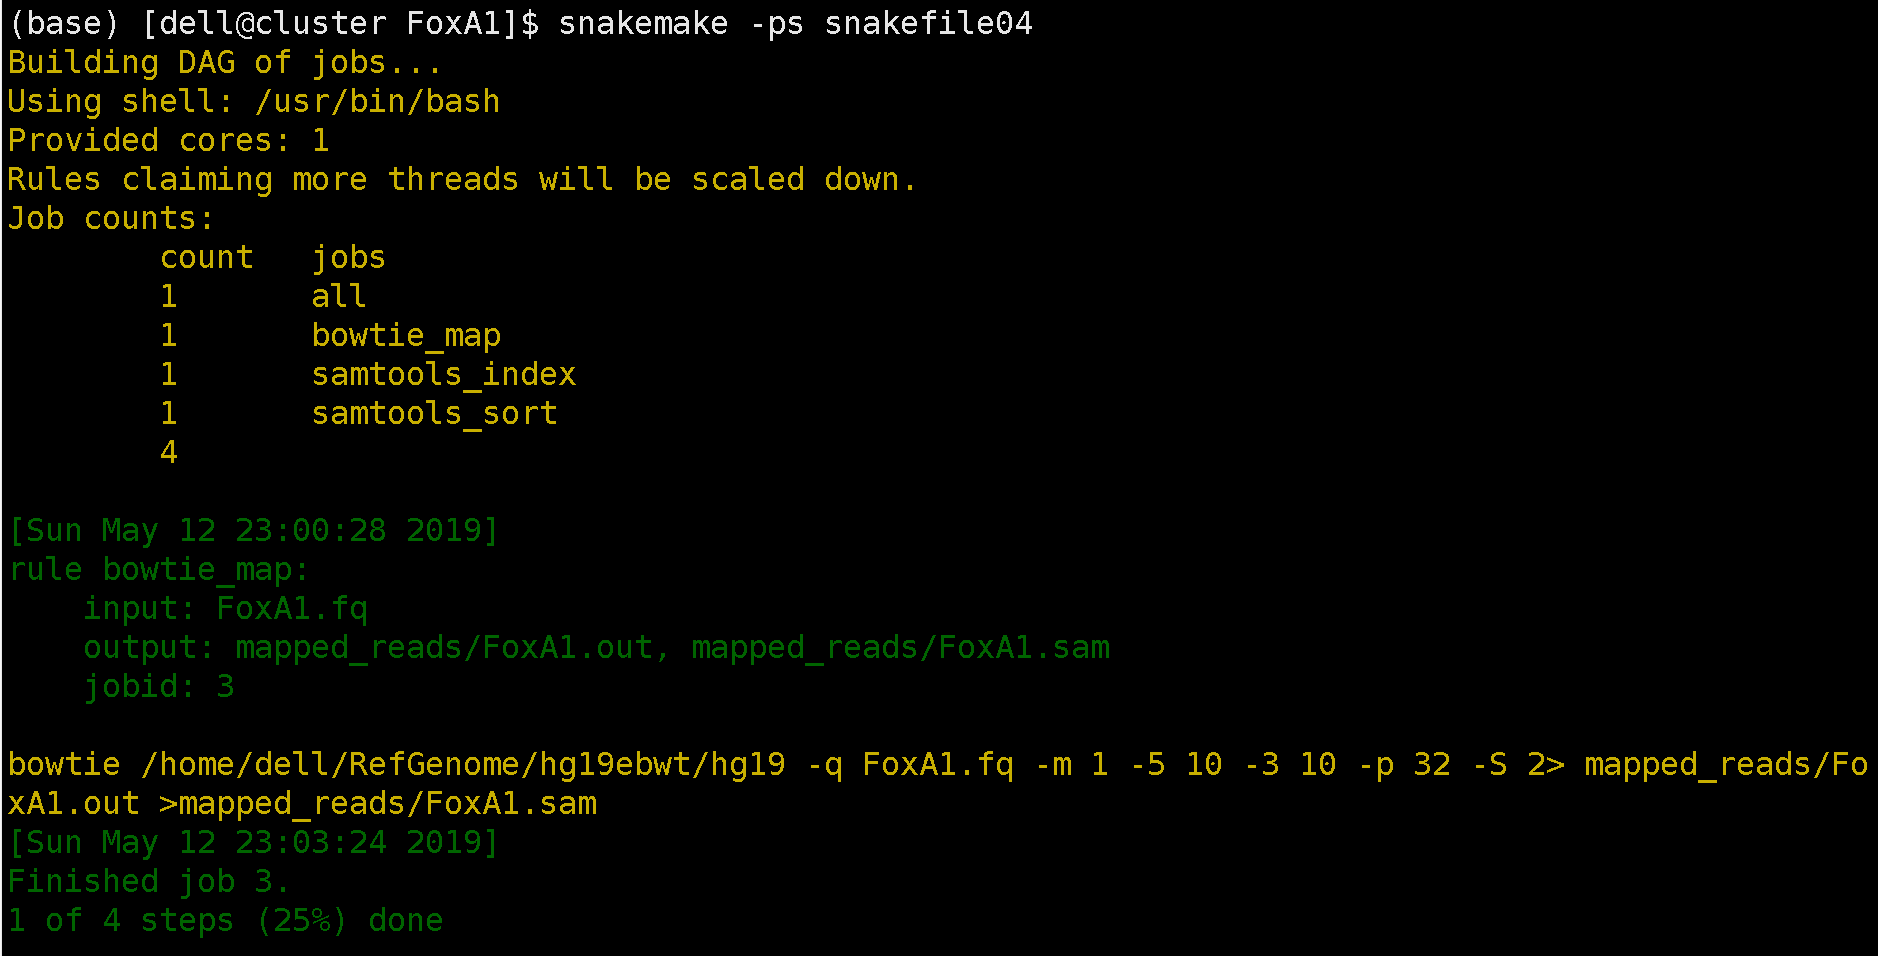 (base) [dell@cluster FoxA1]$ snakemake -ps snakefile04
Building DAG of jobs...
Using shell: /usr/bin/bash
Provided cores: 1
Rules claiming more threads will be scaled down.
Job counts:
        count   jobs
        1       all
        1       bowtie_map
        1       samtools_index
        1       samtools_sort
        4
[Sun May 12 23:00:28 2019]
rule bowtie_map:
    input: FoxA1.fq
    output: mapped_reads/FoxA1.out, mapped_reads/FoxA1.sam
    jobid: 3
bowtie /home/dell/RefGenome/hg19ebwt/hg19 -q FoxA1.fq -m 1 -5 10 -3 10 -p 32 -S 2> mapped_reads/Fo
xA1.out >mapped_reads/FoxA1.sam
[Sun May 12 23:03:24 2019]
Finished job 3.
1 of 4 steps (25%) done